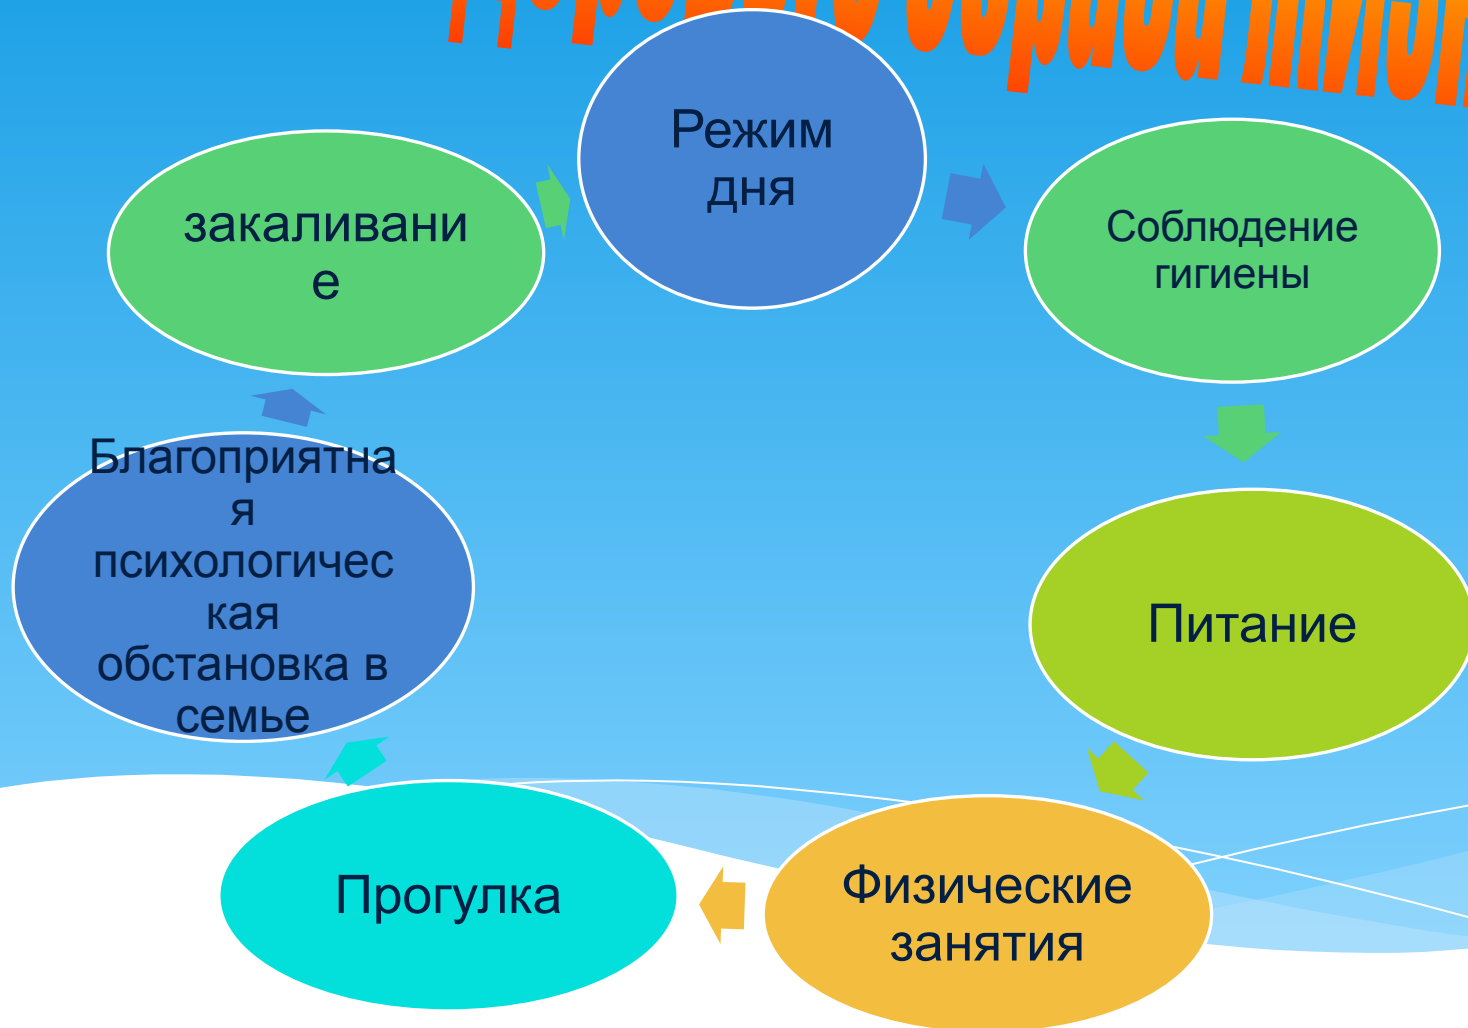 Режим
дня
Соблюдение
гигиены
Питание
Физические
занятия
Прогулка
Благоприятна
я
психологичес
кая
обстановка в
семье
закаливани
е